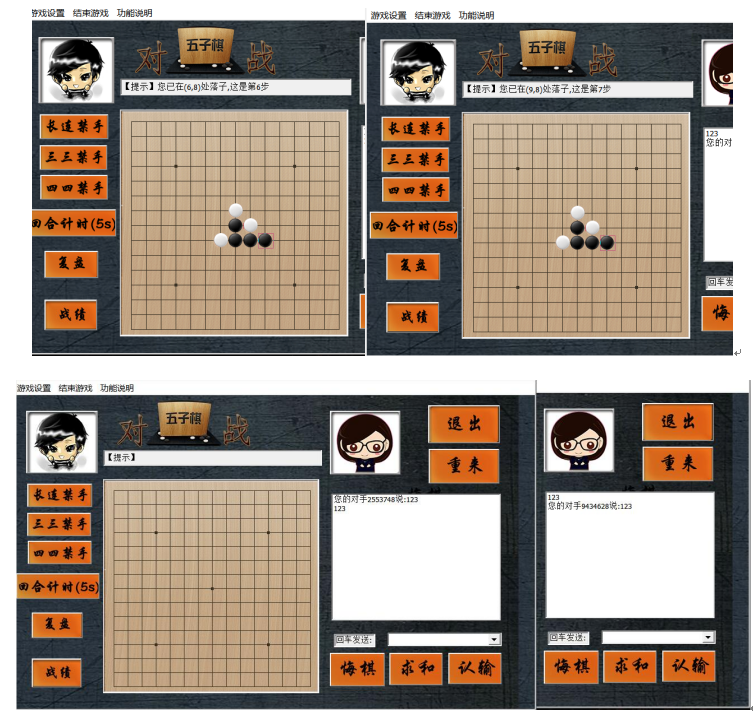 游戏设置 结束游戏 功能说明
五子棋
对 战
【提示】您已在(6,8)处落子,这是第6步
长连禁手
三三禁手
四四禁手
回合计时(5s)
复盘
战绩
游戏设置 结束游戏 功能说明
五子棋
对 战
【提示】您已在(9,8)处落子,这是第7步
长连禁手
三三禁手
四四禁手
回合计时(5s)
复盘
战绩
123
您的对
回车发
悔
游戏设置 结束游戏 功能说明
五子棋
对 战
【提示】
长连禁手
三三禁手
四四禁手
回合计时(5s)
复盘
战绩
退出
重来
您的对手2553748说:123
123
回车发送:
悔棋 求和 认输
退出
重来
123
您的对手9434628说:123
回车发送:
悔棋 求和 认输